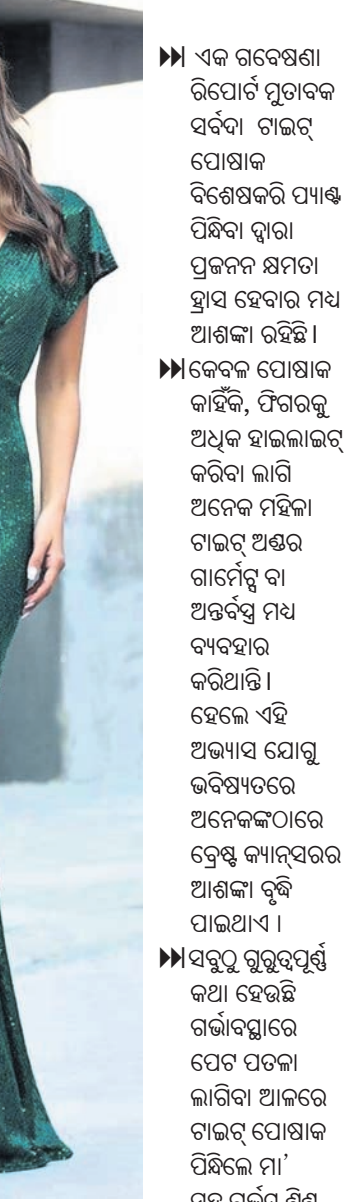 ⏭ ଏକ ଗବେଷଣା
ରିପୋର୍ଟ ମୁତାବକ
ସର୍ବଦା ଟାଇଟ୍
ପୋଷାକ
ବିଶେଷକରି ପ୍ୟାଣ୍ଟ
ପିନ୍ଧିବା ଦ୍ୱାରା
ପ୍ରଜନନ କ୍ଷମତା
ହ୍ରାସ ହେବାର ମଧ୍ୟ
ଆଶଙ୍କା ରହିଛି ।
⏭ କେବଳ ପୋଷାକ
କାହିଁକି, ଫିଗରକୁ
ଅଧିକ ହାଇଲାଇଟ୍
କରିବା ଲାଗି
ଅନେକ ମହିଳା
ଟାଇଟ୍ ଅଣ୍ଡର
ଗାର୍ମେଟ୍ସ ବା
ଅନ୍ତର୍ବସ୍ତ୍ର ମଧ୍ୟ
ବ୍ୟବହାର
କରିଥାନ୍ତି ।
ହେଲେ ଏହି
ଅଭ୍ୟାସ ଯୋଗୁ
ଭବିଷ୍ୟତରେ
ଅନେକଙ୍କଠାରେ
ବ୍ରେଷ୍ଟ କ୍ୟାନ୍‌ସରର
ଆଶଙ୍କା ବୃଦ୍ଧି
ପାଇଥାଏ ।
⏭ ସବୁଠୁ ଗୁରୁତ୍ୱପୂର୍ଣ୍ଣ
କଥା ହେଉଛି
ଗର୍ଭାବସ୍ଥାରେ
ପେଟ ପତଳା
ଲାଗିବା ଆଳରେ
ଟାଇଟ୍ ପୋଷାକ
ପିନ୍ଧିଲେ ମା’